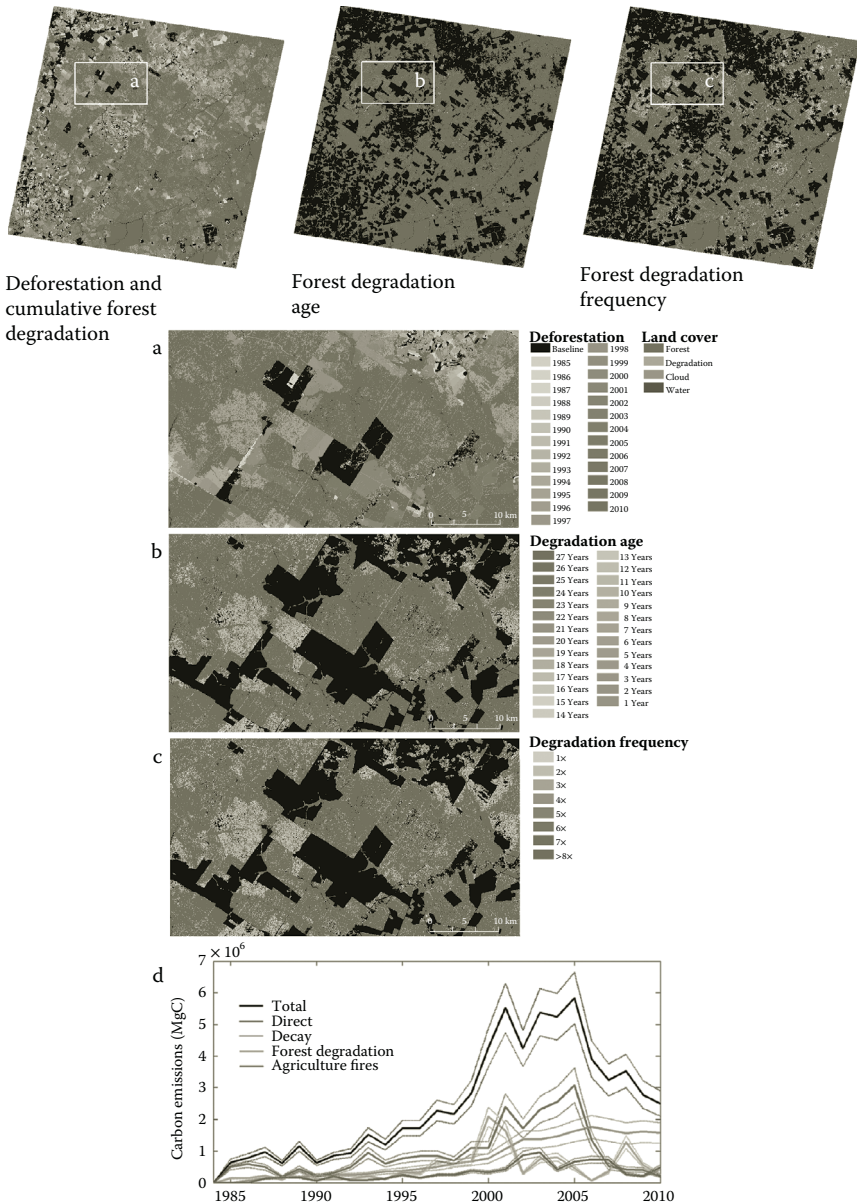 a
b
c
Deforestation and
cumulative forest
degradation
Forest degradation
age
Forest degradation
frequency
a
0 5 10 km
Deforestation
Baseline
1985
1986
1987
1988
1989
1990
1991
1992
1993
1994
1995
1996
1997
1998
1999
2000
2001
2002
2003
2004
2005
2006
2007
2008
2009
2010
Land cover
Forest
Degradation
Cloud
Water
b
0 5 10 km
Degradation age
27 Years
26 Years
25 Years
24 Years
23 Years
22 Years
21 Years
20 Years
19 Years
18 Years
17 Years
16 Years
15 Years
14 Years
13 Years
12 Years
11 Years
10 Years
9 Years
8 Years
7 Years
6 Years
5 Years
4 Years
3 Years
2 Years
1 Year
c
0 5 10 km
Degradation frequency
1×
2×
3×
4×
5×
6×
7×
>8×
d
7 × 10⁶
6
5
4
3
2
1
0
Carbon emissions (MgC)
Total
Direct
Decay
Forest degradation
Agriculture fires
1985 1990 1995 2000 2005 2010